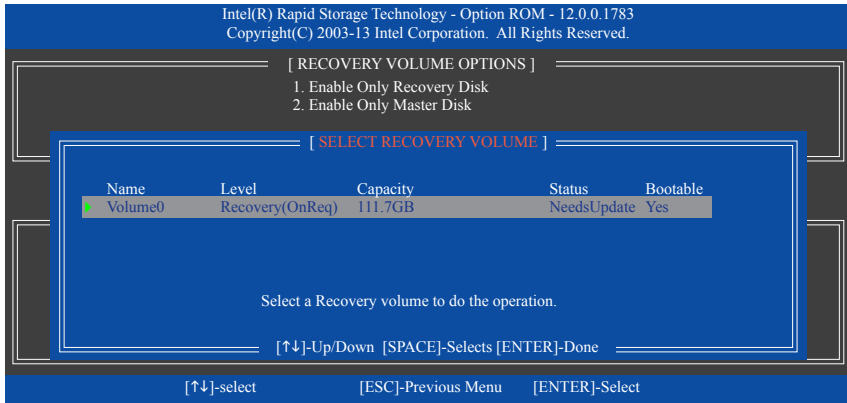 Intel(R) Rapid Storage Technology - Option ROM - 12.0.0.1783
Copyright(C) 2003-13 Intel Corporation. All Rights Reserved.
[ RECOVERY VOLUME OPTIONS ]
1. Enable Only Recovery Disk
2. Enable Only Master Disk
[ SELECT RECOVERY VOLUME ]
Name Level Capacity Status Bootable
Volume0 Recovery(OnReq) 111.7GB NeedsUpdate Yes
Select a Recovery volume to do the operation.
[↑↓]-Up/Down [SPACE]-Selects [ENTER]-Done
[↑↓]-select [ESC]-Previous Menu [ENTER]-Select